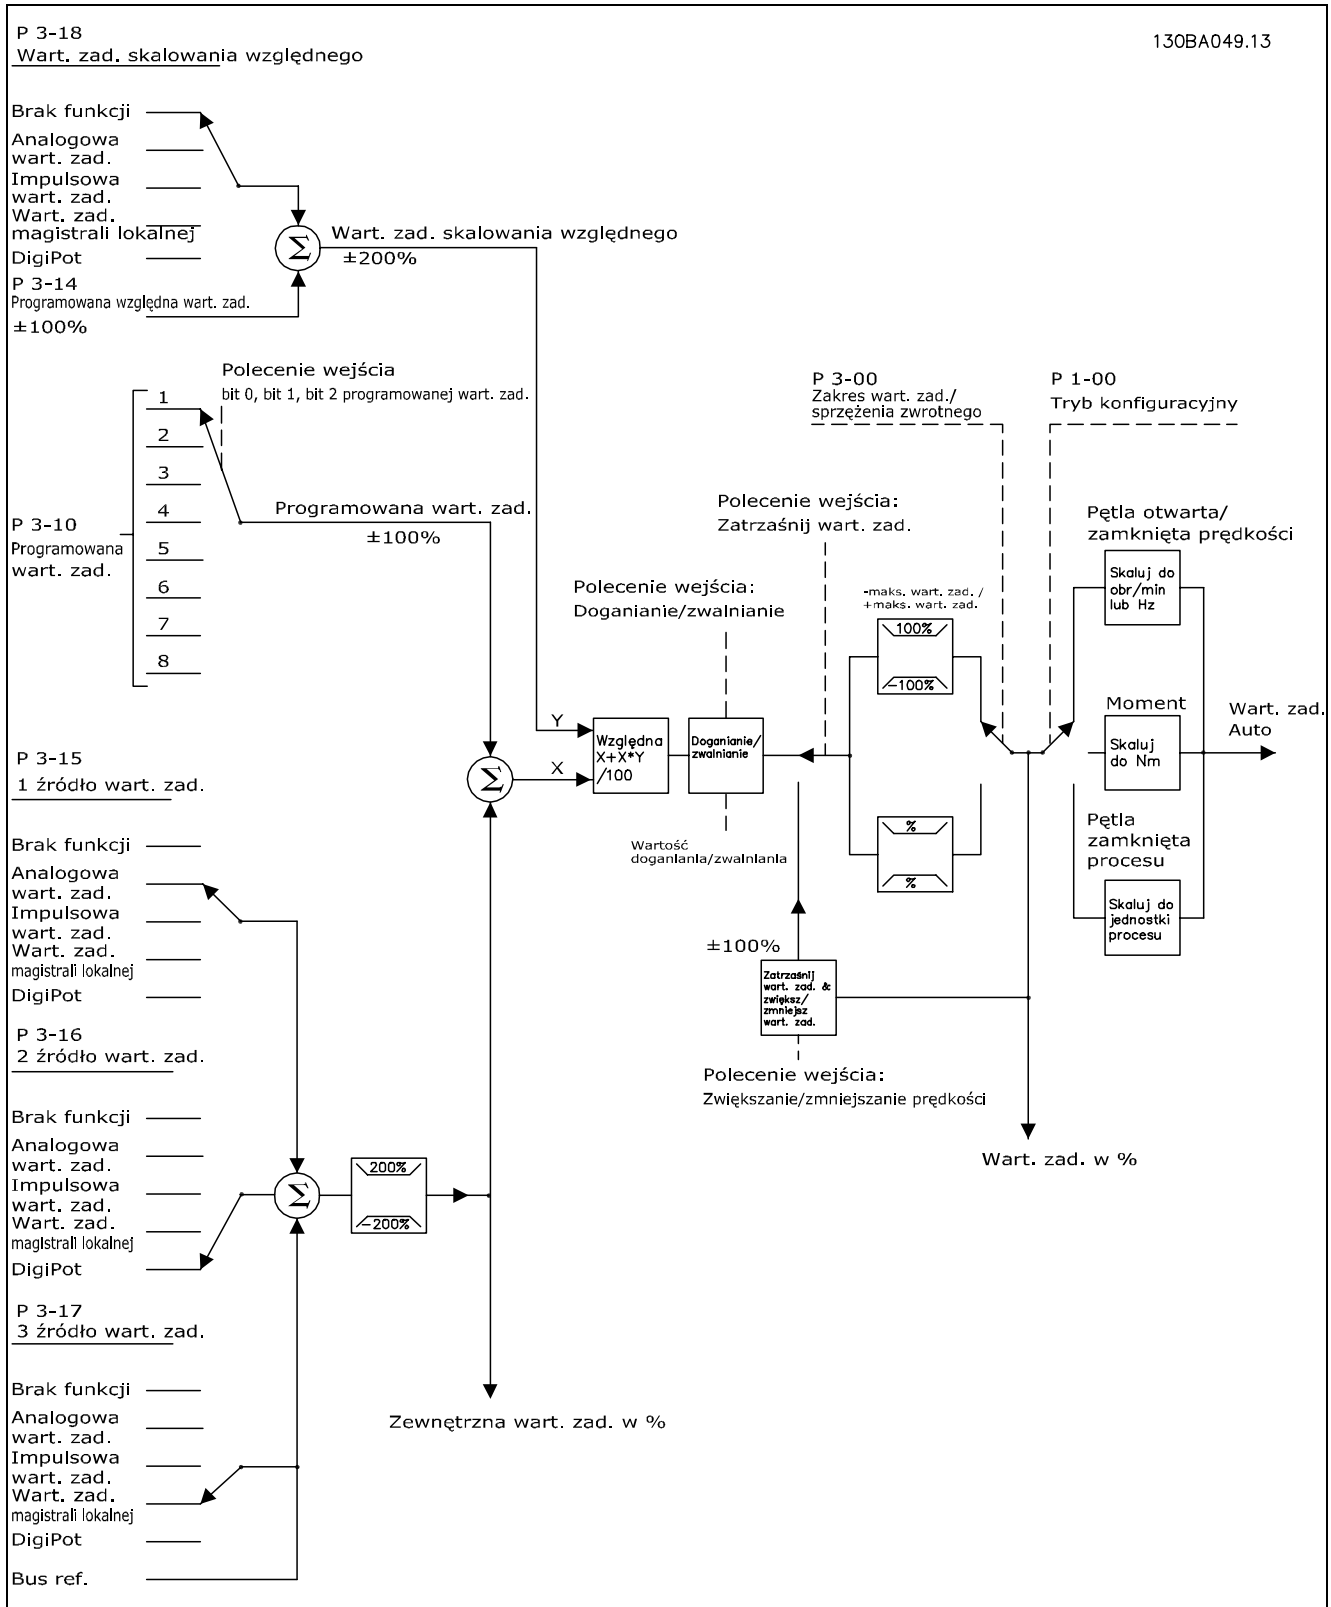 P 3-18
Wart. zad. skalowania względnego
130BA049.13
Brak funkcji
Analogowa
wart. zad.
Impulsowa
wart. zad.
Wart. zad.
magistrali lokalnej
DigiPot
Σ
Wart. zad. skalowania względnego
±200%
P 3-14
Programowana względna wart. zad.
±100%
Polecenie wejścia
bit 0, bit 1, bit 2 programowanej wart. zad.
1
2
3
4
5
6
7
8
P 3-10
Programowana
wart. zad.
Programowana wart. zad.
±100%
P 3-00
Zakres wart. zad./
sprzężenia zwrotnego
P 1-00
Tryb konfiguracyjny
Polecenie wejścia:
Zatrzaśnij wart. zad.
Pętla otwarta/
zamknięta prędkości
Skaluj do
obr/min
lub Hz
Polecenie wejścia:
Doganianie/zwalnianie
-maks. wart. zad. /
+maks. wart. zad.
100%
-100%
Y
X
Σ
Względna
X+X*Y
/100
Doganianie/
zwalnianie
Moment
Skaluj
do Nm
Wart. zad.
Auto
Wartość
doganiania/zwalniania
%
%
Pętla
zamknięta
procesu
Skaluj do
jednostki
procesu
±100%
Zatrzaśnij
wart. zad. &
zwiększ/
zmniejsz
wart. zad.
Polecenie wejścia:
Zwiększanie/zmniejszanie prędkości
Wart. zad. w %
P 3-15
1 źródło wart. zad.
Brak funkcji
Analogowa
wart. zad.
Impulsowa
wart. zad.
Wart. zad.
magistrali lokalnej
DigiPot
P 3-16
2 źródło wart. zad.
Brak funkcji
Analogowa
wart. zad.
Impulsowa
wart. zad.
Wart. zad.
magistrali lokalnej
DigiPot
Σ
200%
-200%
P 3-17
3 źródło wart. zad.
Brak funkcji
Analogowa
wart. zad.
Impulsowa
wart. zad.
Wart. zad.
magistrali lokalnej
DigiPot
Bus ref.
Zewnętrzna wart. zad. w %